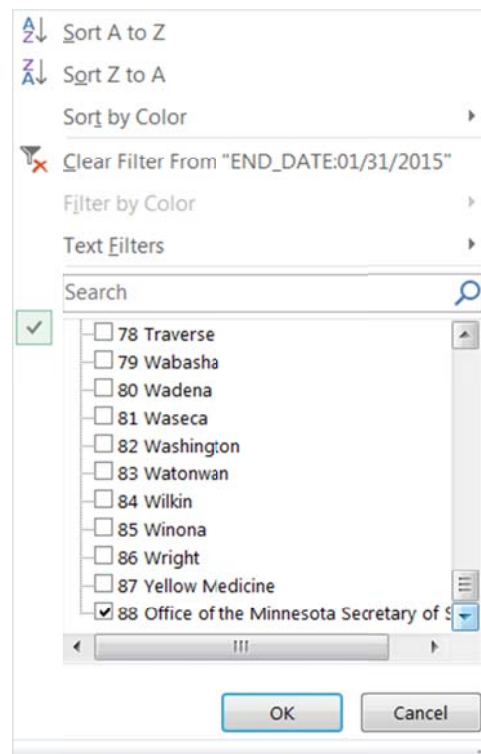 Sort A to Z
Sort Z to A
Sort by Color
Clear Filter From "END_DATE:01/31/2015"
Filter by Color
Text Filters
Search
78 Traverse
79 Wabasha
80 Wadena
81 Waseca
82 Washington
83 Watonwan
84 Wilkin
85 Winona
86 Wright
87 Yellow Medicine
88 Office of the Minnesota Secretary of S
OK Cancel